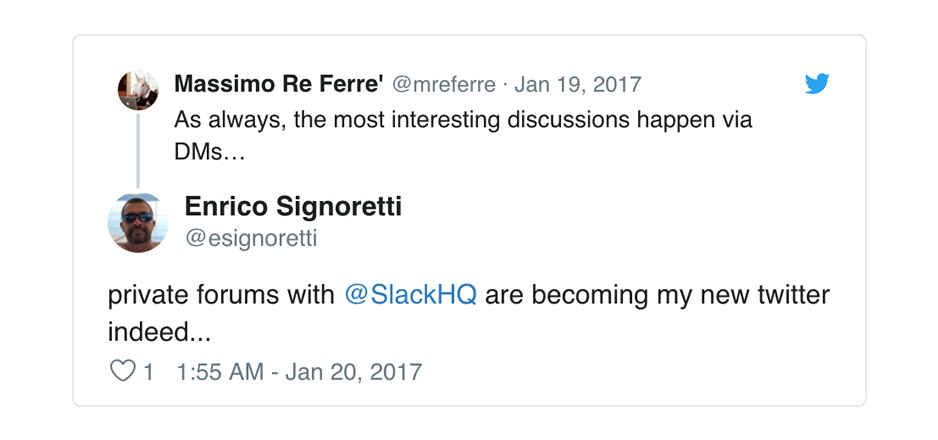 Massimo Re Ferre' @mreferre · Jan 19, 2017
As always, the most interesting discussions happen via
DMs…
Enrico Signoretti
@esignoretti
private forums with @SlackHQ are becoming my new twitter
indeed...
1 1:55 AM - Jan 20, 2017